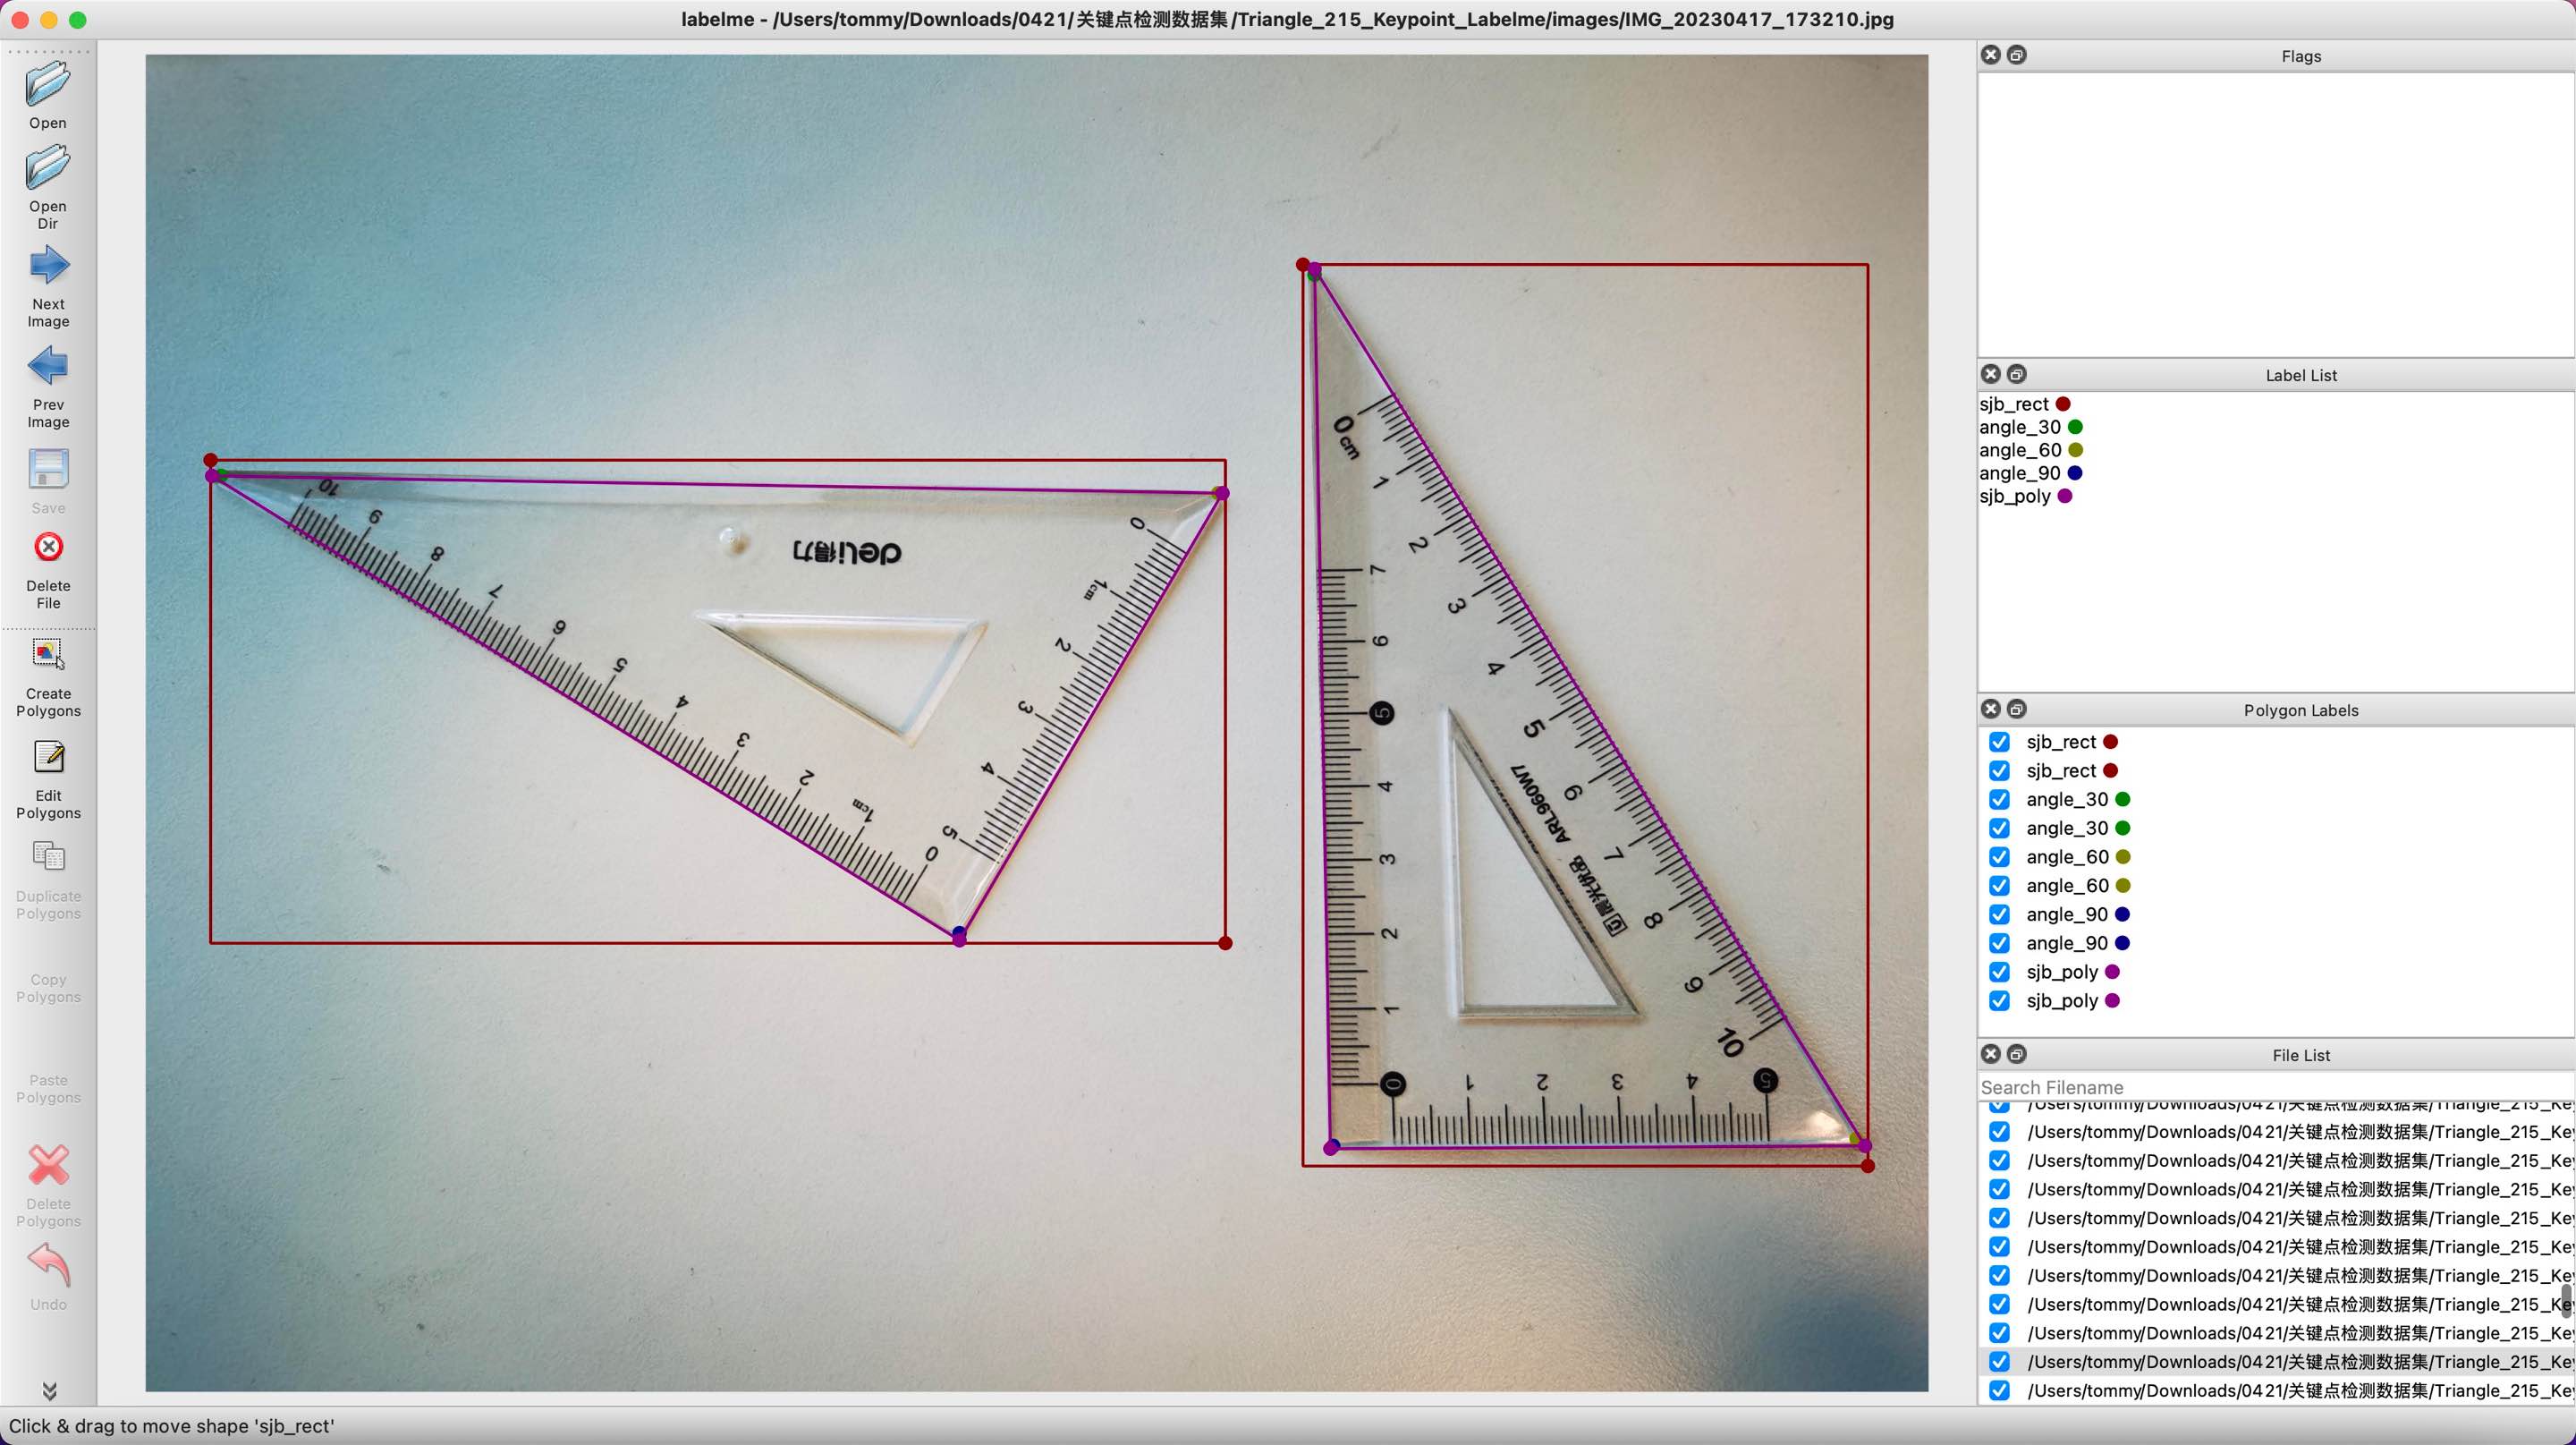 labelme - /Users/tommy/Downloads/0421/关键点检测数据集/Triangle_215_Keypoint_Labelme/images/IMG_20230417_173210.jpg
Open
Open
Dir
Next
Image
Prev
Image
Save
Delete
File
Create
Polygons
Edit
Polygons
Duplicate
Polygons
Copy
Polygons
Paste
Polygons
Delete
Polygons
Undo
10
9
8
7
6
5
4
3
2
1cm
0
deli得力
0
1cm
2
3
4
5
0cm
1
2
3
4
5
6
7
8
9
10
7
6
5
4
3
2
1
0
1
2
3
4
5
ARL960W7
晨光优品
Flags
Label List
sjb_rect
angle_30
angle_60
angle_90
sjb_poly
Polygon Labels
sjb_rect
sjb_rect
angle_30
angle_30
angle_60
angle_60
angle_90
angle_90
sjb_poly
sjb_poly
File List
Search Filename
/Users/tommy/Downloads/0421/关键点检测数据集/Triangle_215_Ke
/Users/tommy/Downloads/0421/关键点检测数据集/Triangle_215_Ke
/Users/tommy/Downloads/0421/关键点检测数据集/Triangle_215_Ke
/Users/tommy/Downloads/0421/关键点检测数据集/Triangle_215_Ke
/Users/tommy/Downloads/0421/关键点检测数据集/Triangle_215_Ke
/Users/tommy/Downloads/0421/关键点检测数据集/Triangle_215_Ke
/Users/tommy/Downloads/0421/关键点检测数据集/Triangle_215_Ke
/Users/tommy/Downloads/0421/关键点检测数据集/Triangle_215_Ke
/Users/tommy/Downloads/0421/关键点检测数据集/Triangle_215_Ke
/Users/tommy/Downloads/0421/关键点检测数据集/Triangle_215_Ke
/Users/tommy/Downloads/0421/关键点检测数据集/Triangle_215_Ke
Click & drag to move shape 'sjb_rect'